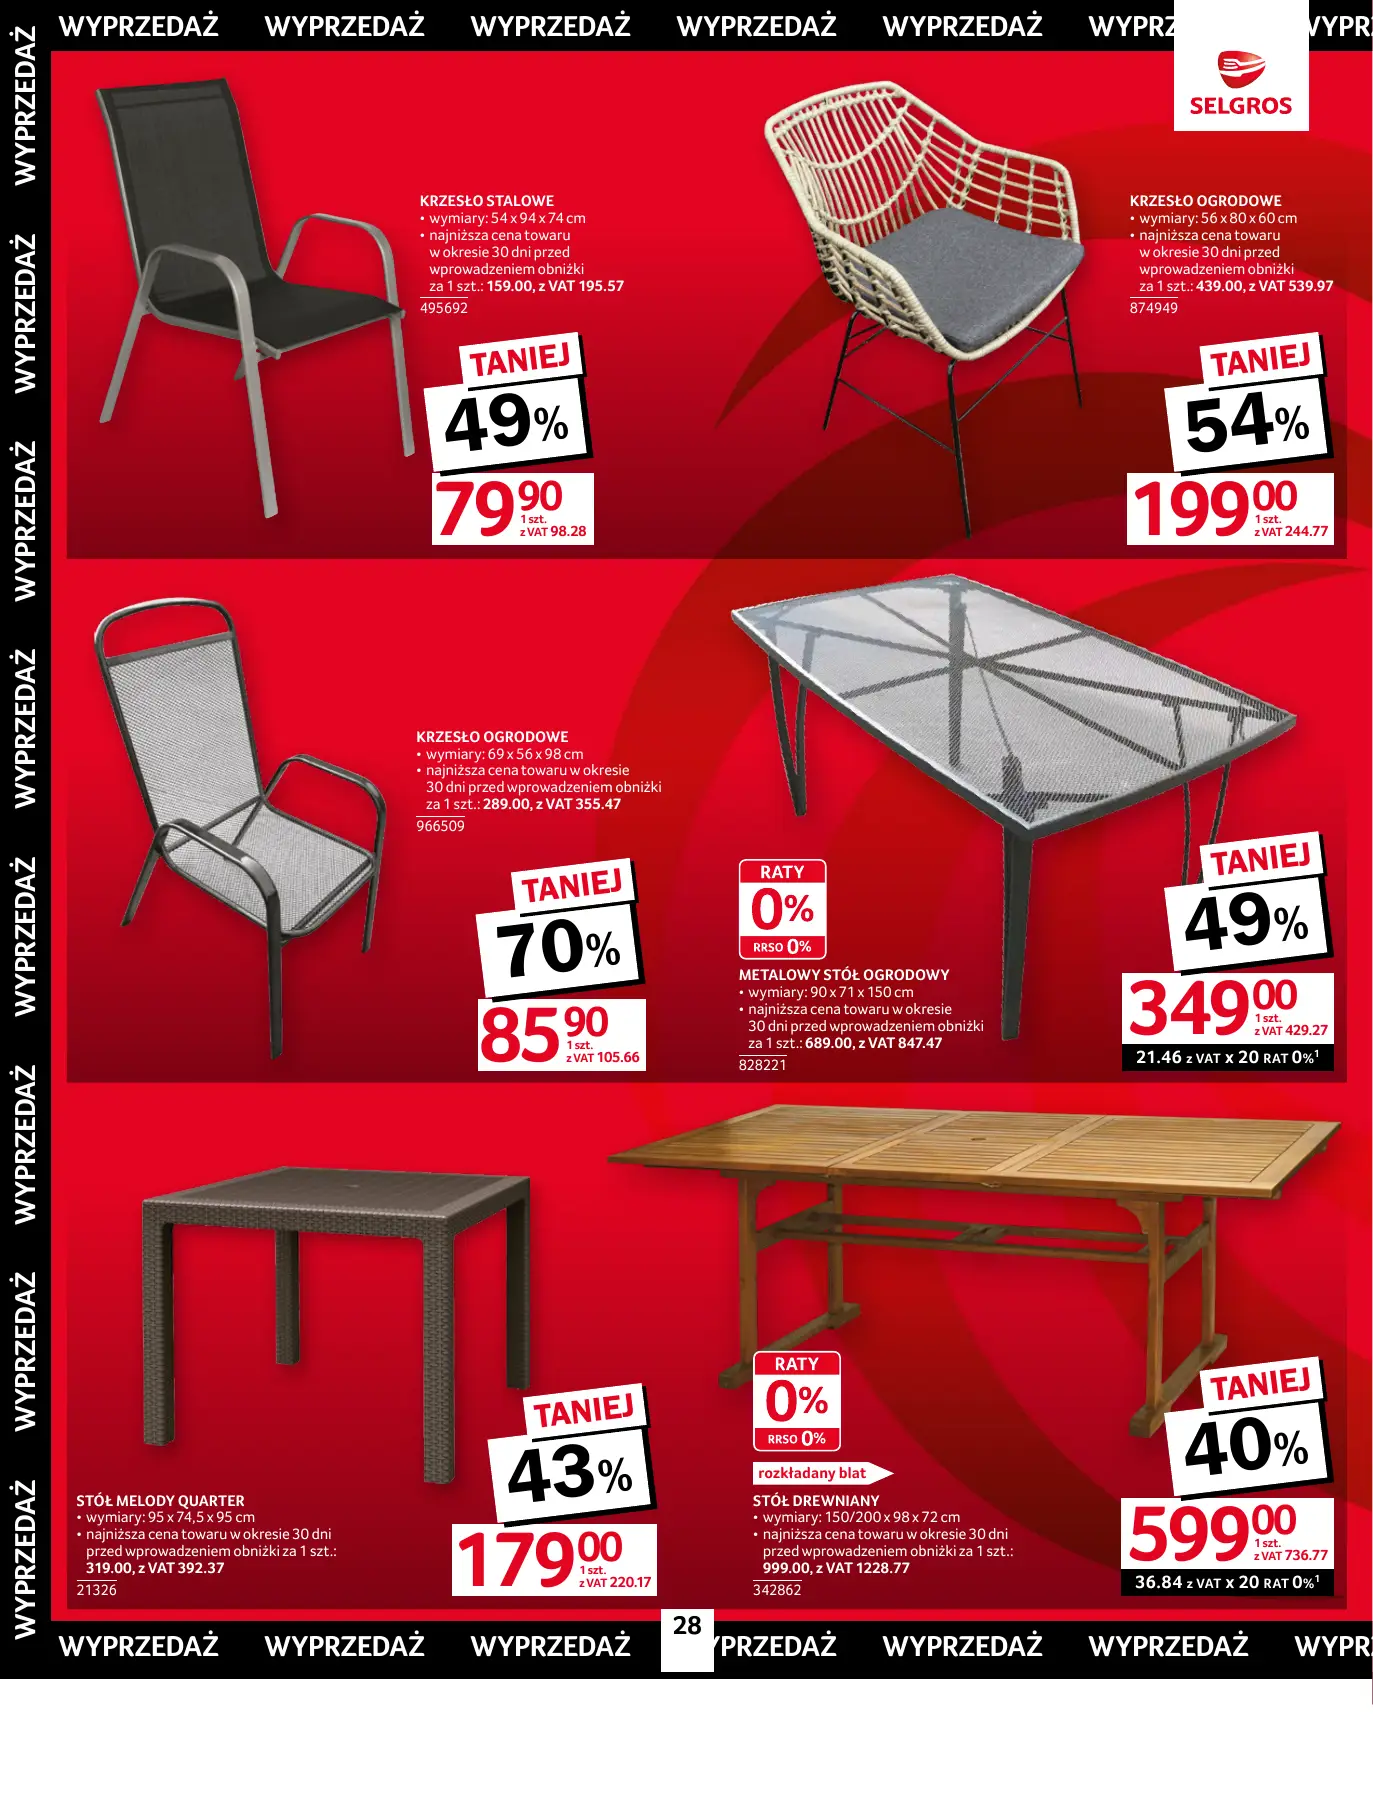 WYPRZEDAŻ WYPRZEDAŻ WYPRZEDAŻ WYPRZEDAŻ WYPRZEDAŻ
SELGROS
WYPRZEDAŻ
WYPRZEDAŻ
WYPRZEDAŻ
WYPRZEDAŻ
WYPRZEDAŻ
WYPRZEDAŻ
WYPRZEDAŻ
WYPRZEDAŻ
KRZESŁO STALOWE
• wymiary: 54 x 94 x 74 cm
• najniższa cena towaru
w okresie 30 dni przed
wprowadzeniem obniżki
za 1 szt.: 159.00, z VAT 195.57
495692
TANIEJ
49%
79 90
1 szt.
z VAT 98.28
KRZESŁO OGRODOWE
• wymiary: 56 x 80 x 60 cm
• najniższa cena towaru
w okresie 30 dni przed
wprowadzeniem obniżki
za 1 szt.: 439.00, z VAT 539.97
874949
TANIEJ
54%
199 00
1 szt.
z VAT 244.77
KRZESŁO OGRODOWE
• wymiary: 69 x 56 x 98 cm
• najniższa cena towaru w okresie
30 dni przed wprowadzeniem obniżki
za 1 szt.: 289.00, z VAT 355.47
966509
TANIEJ
70%
85 90
1 szt.
z VAT 105.66
RATY
0%
RRSO 0%
METALOWY STÓŁ OGRODOWY
• wymiary: 90 x 71 x 150 cm
• najniższa cena towaru w okresie
30 dni przed wprowadzeniem obniżki
za 1 szt.: 689.00, z VAT 847.47
828221
TANIEJ
49%
349 00
1 szt.
z VAT 429.27
21.46 z VAT x 20 RAT 0%¹
STÓŁ MELODY QUARTER
• wymiary: 95 x 74,5 x 95 cm
• najniższa cena towaru w okresie 30 dni
przed wprowadzeniem obniżki za 1 szt.:
319.00, z VAT 392.37
21326
TANIEJ
43%
179 00
1 szt.
z VAT 220.17
RATY
0%
RRSO 0%
rozkładany blat
STÓŁ DREWNIANY
• wymiary: 150/200 x 98 x 72 cm
• najniższa cena towaru w okresie 30 dni
przed wprowadzeniem obniżki za 1 szt.:
999.00, z VAT 1228.77
342862
TANIEJ
40%
599 00
1 szt.
z VAT 736.77
36.84 z VAT x 20 RAT 0%¹
28
WYPRZEDAŻ WYPRZEDAŻ WYPRZEDAŻ YPRZEDAŻ WYPRZEDAŻ WYPRZEDAŻ WYPR